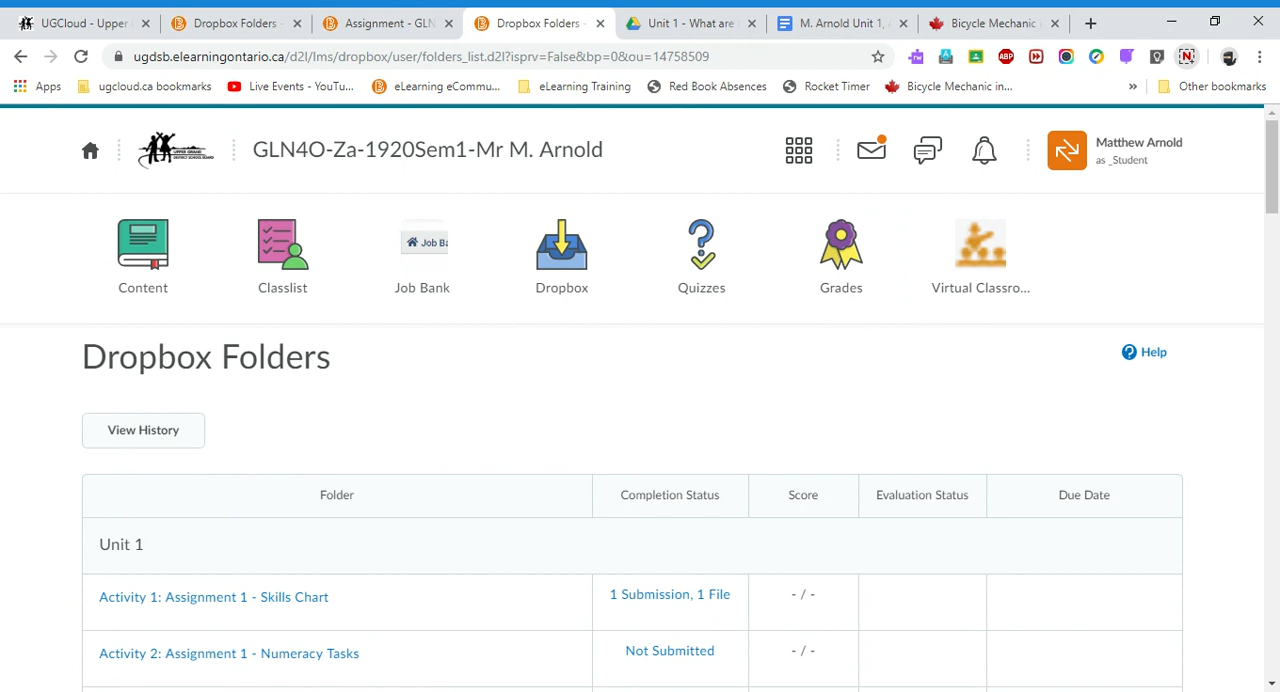 UGCloud - Upper
Dropbox Folders -
Assignment - GLN
Dropbox Folders -
Unit 1 - What are
M. Arnold Unit 1,
Bicycle Mechanic
ugdsb.elearningontario.ca/d2l/lms/dropbox/user/folders_list.d2l?isprv=False&bp=0&ou=14758509
Apps
ugcloud.ca bookmarks
Live Events - YouTu...
eLearning eCommu...
eLearning Training
Red Book Absences
Rocket Timer
Bicycle Mechanic in...
»
Other bookmarks
GLN4O-Za-1920Sem1-Mr M. Arnold
Matthew Arnold
as _Student
Content
Classlist
Job Ba
Job Bank
Dropbox
Quizzes
Grades
Virtual Classro...
Dropbox Folders
Help
View History
Folder
Completion Status
Score
Evaluation Status
Due Date
Unit 1
Activity 1: Assignment 1 - Skills Chart
1 Submission, 1 File
- / -
Activity 2: Assignment 1 - Numeracy Tasks
Not Submitted
- / -